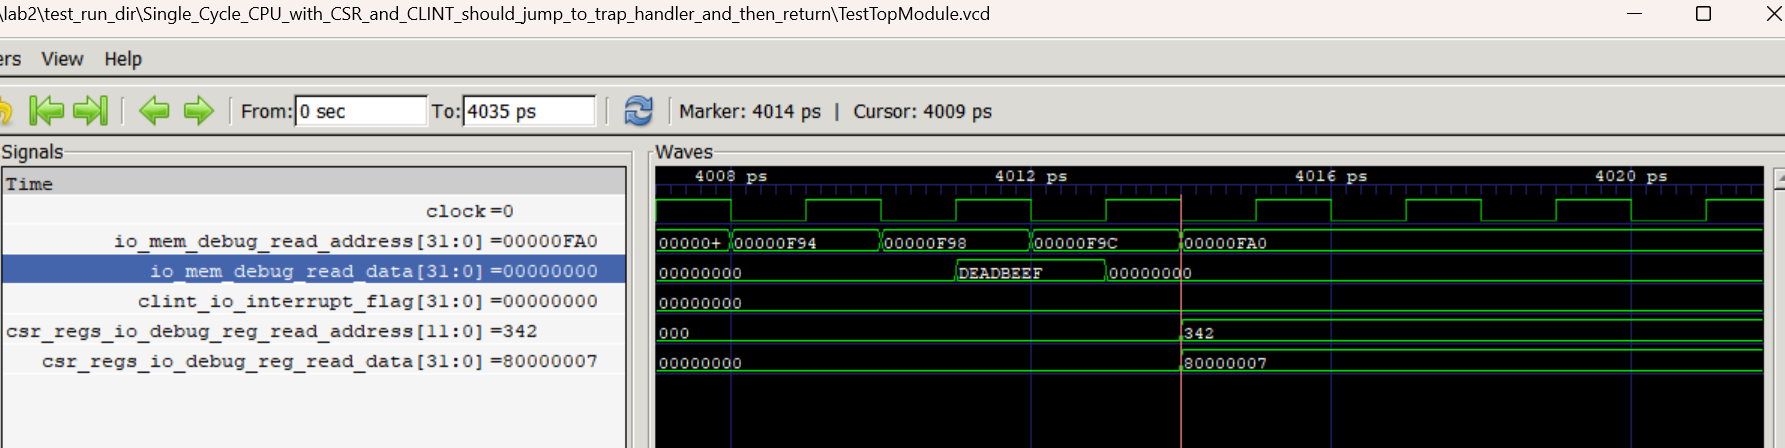 \lab2\test_run_dir\Single_Cycle_CPU_with_CSR_and_CLINT_should_jump_to_trap_handler_and_then_return\TestTopModule.vcd
ers View Help
From: 0 sec To: 4035 ps Marker: 4014 ps | Cursor: 4009 ps
Signals Waves
Time 4008 ps 4012 ps 4016 ps 4020 ps
clock=0
io_mem_debug_read_address[31:0]=00000FA0 00000+ 00000F94 00000F98 00000F9C 00000FA0
io_mem_debug_read_data[31:0]=00000000 00000000 DEADBEEF 00000000
clint_io_interrupt_flag[31:0]=00000000 00000000
csr_regs_io_debug_reg_read_address[11:0]=342 000 342
csr_regs_io_debug_reg_read_data[31:0]=80000007 00000000 80000007